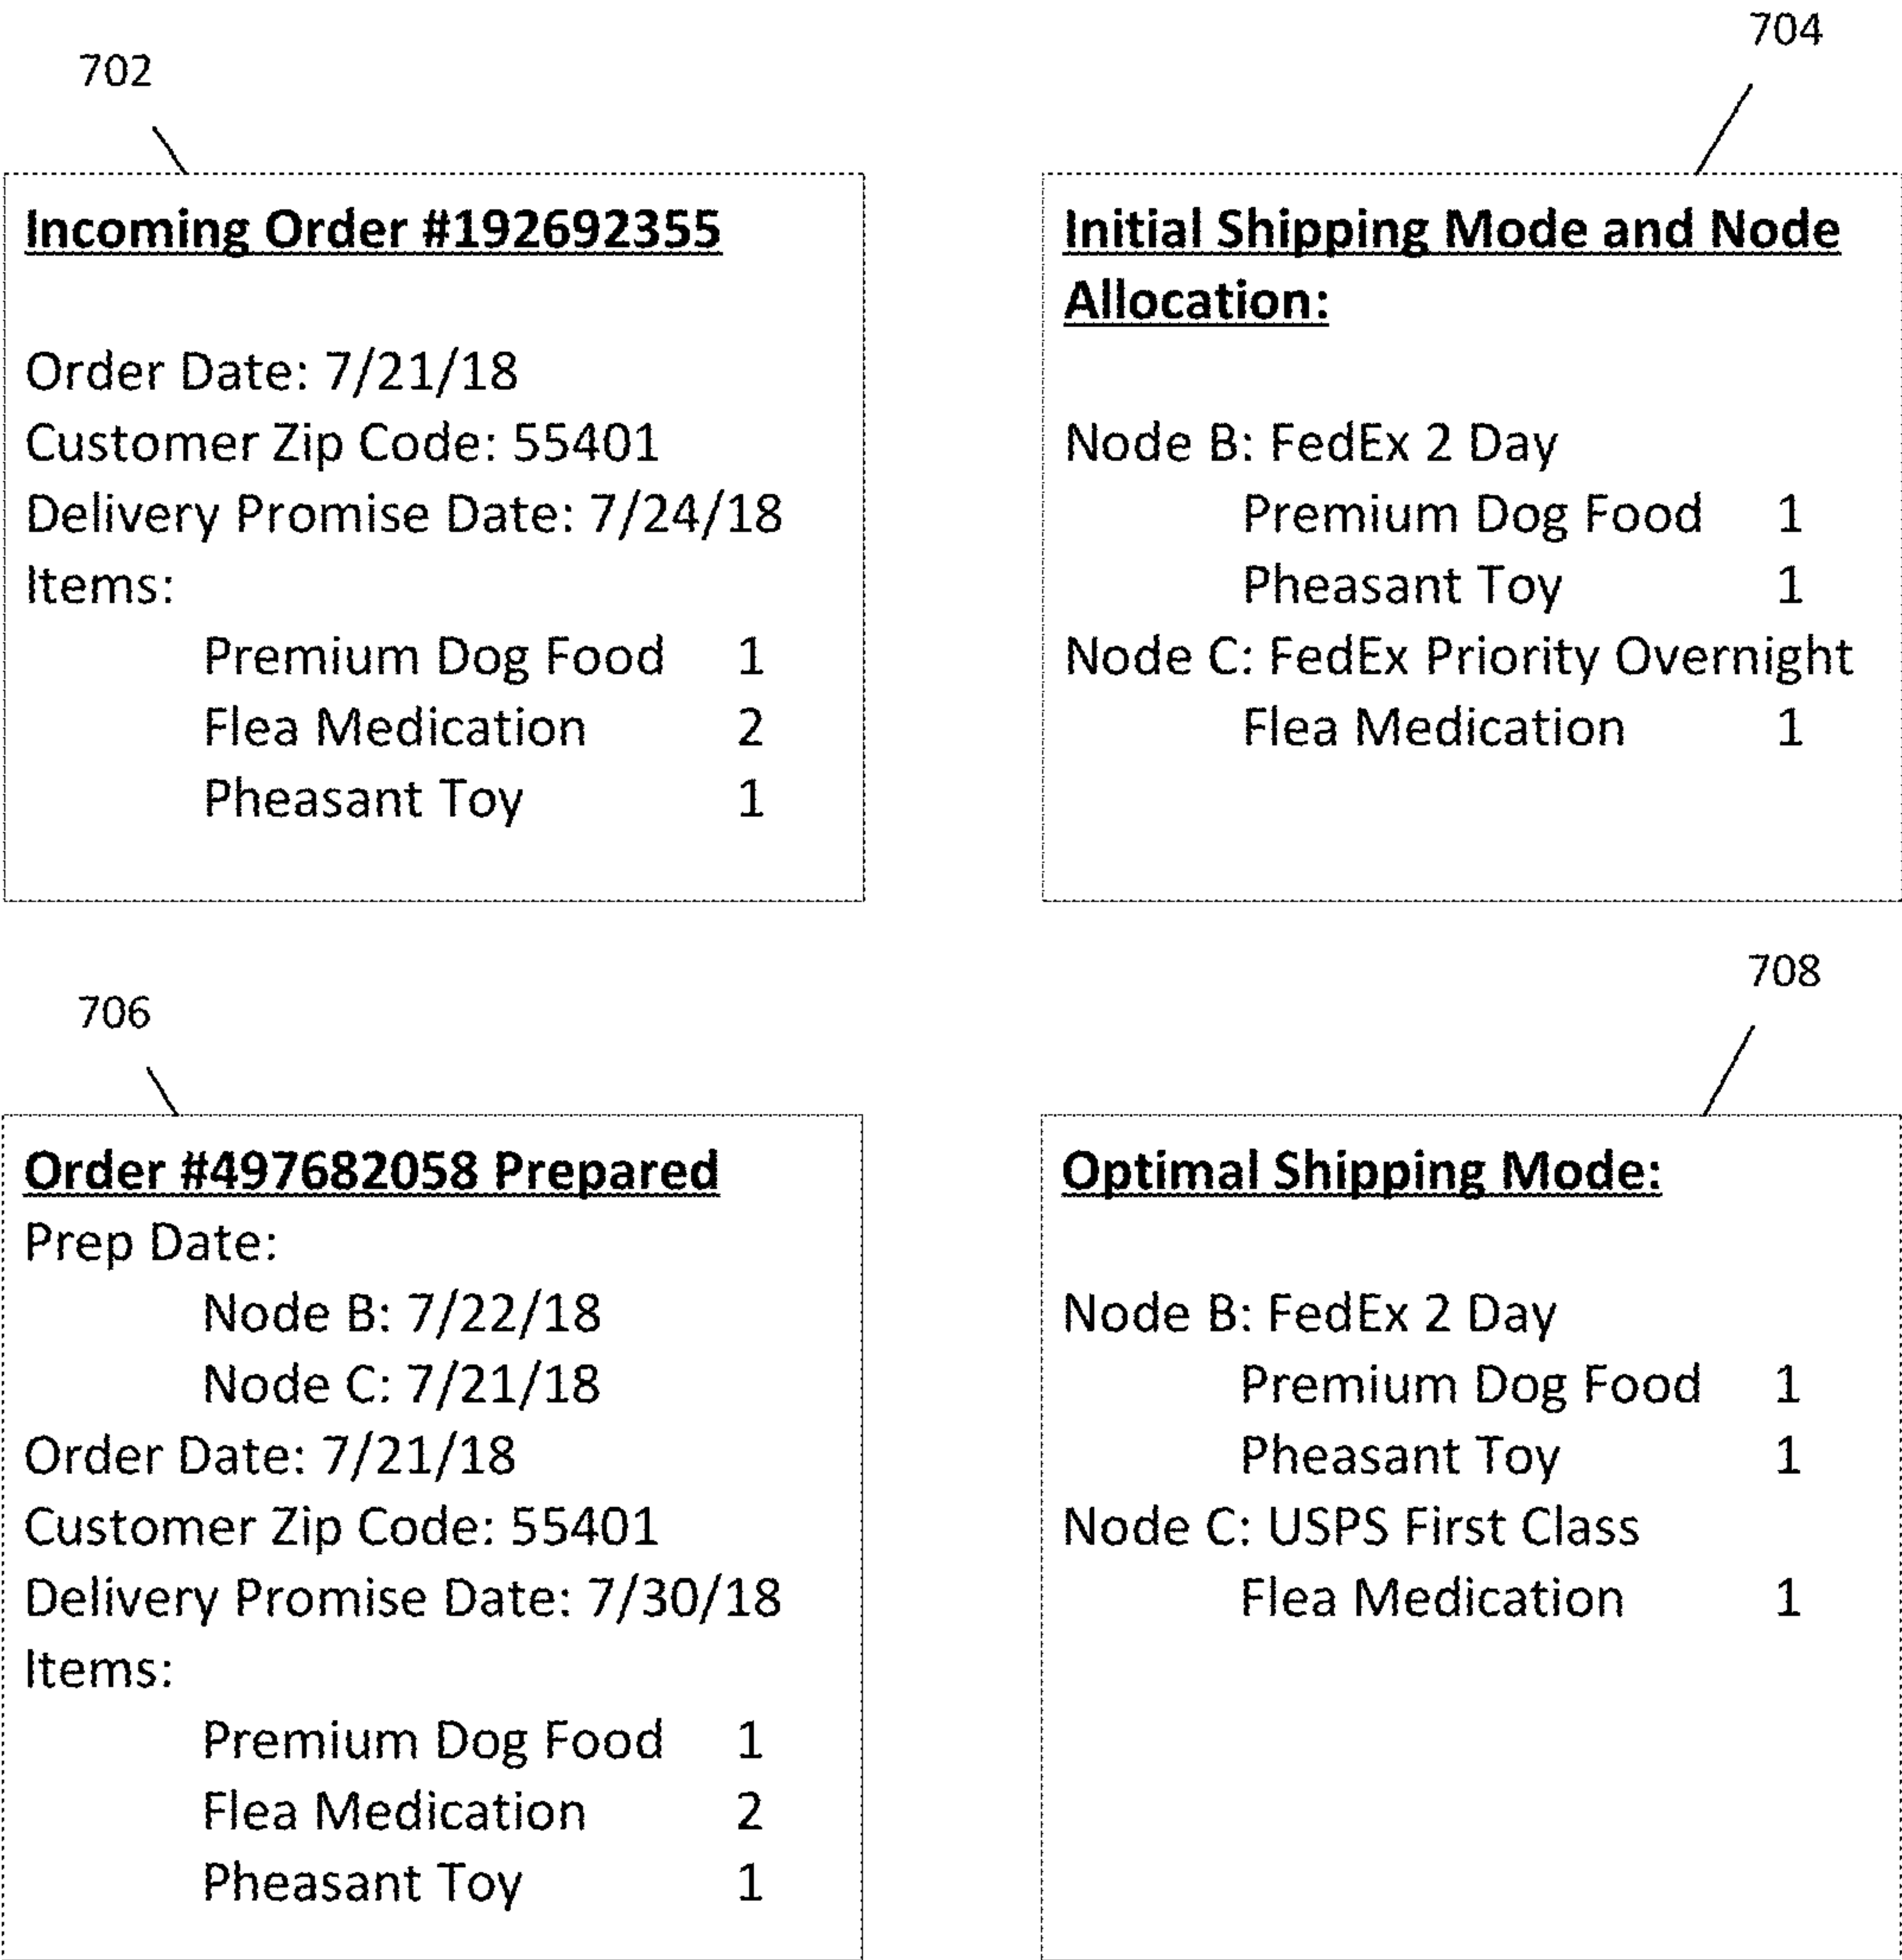 702
Incoming Order #192692355
Order Date: 7/21/18
Customer Zip Code: 55401
Delivery Promise Date: 7/24/18
Items:
Premium Dog Food 1
Flea Medication 2
Pheasant Toy 1
704
Initial Shipping Mode and Node
Allocation:
Node B: FedEx 2 Day
Premium Dog Food 1
Pheasant Toy 1
Node C: FedEx Priority Overnight
Flea Medication 1
706
Order #497682058 Prepared
Prep Date:
Node B: 7/22/18
Node C: 7/21/18
Order Date: 7/21/18
Customer Zip Code: 55401
Delivery Promise Date: 7/30/18
Items:
Premium Dog Food 1
Flea Medication 2
Pheasant Toy 1
708
Optimal Shipping Mode:
Node B: FedEx 2 Day
Premium Dog Food 1
Pheasant Toy 1
Node C: USPS First Class
Flea Medication 1